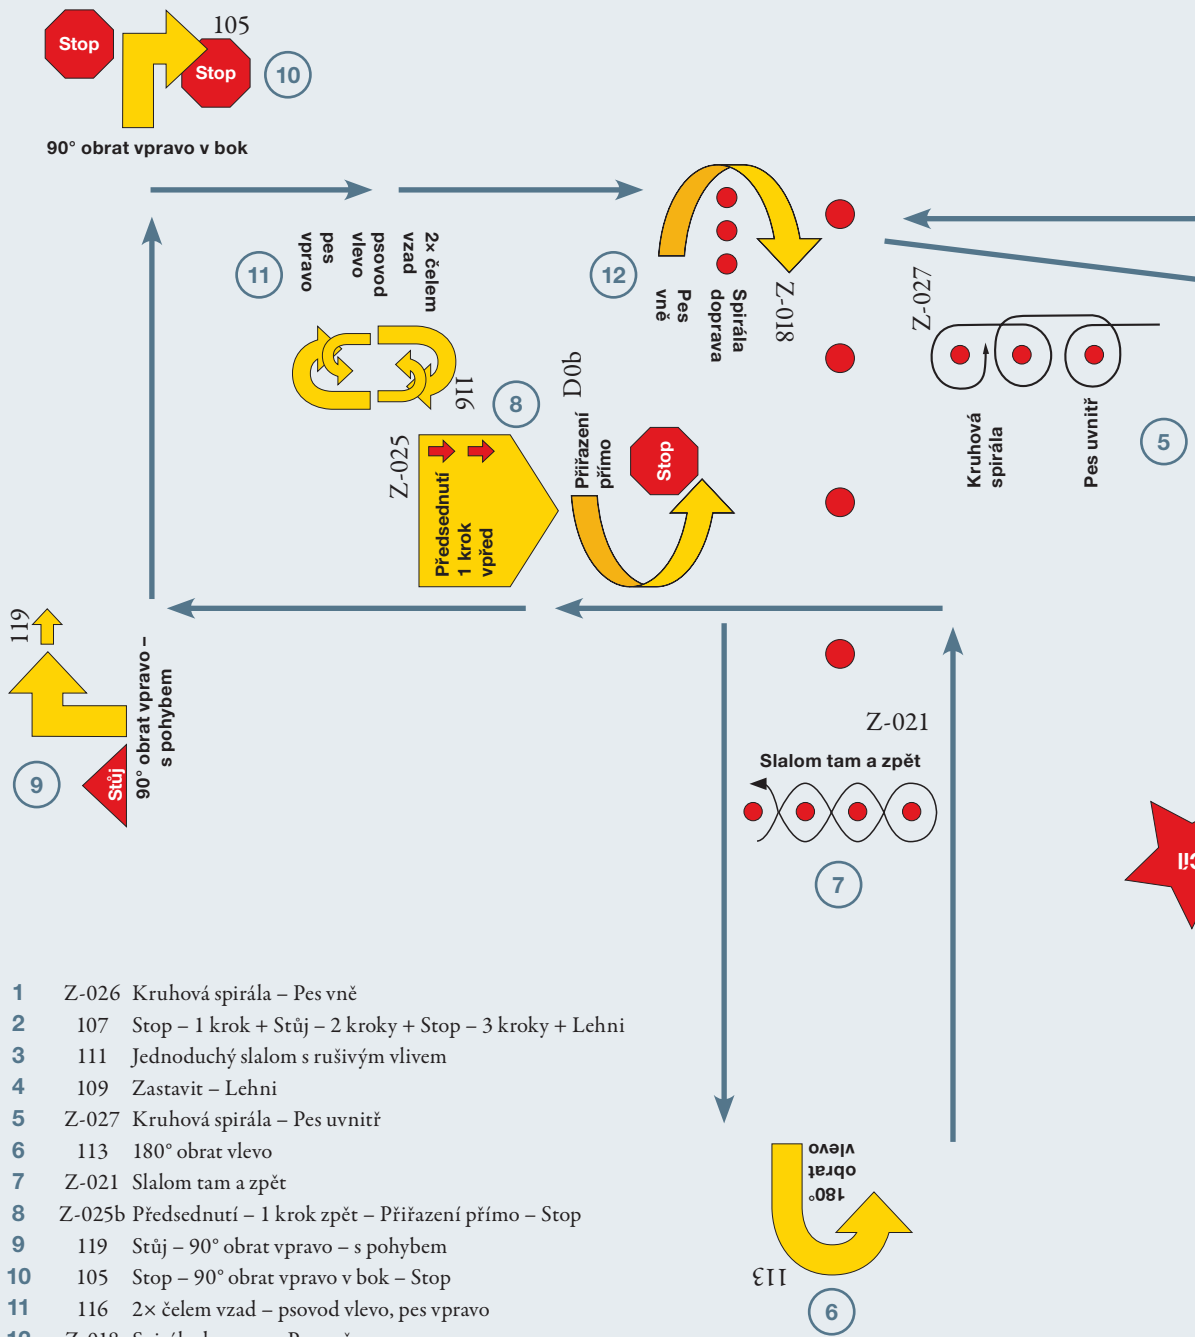 105
Stop
Stop
10
90° obrat vpravo v bok
11
2× čelem
vzad
psovod
vlevo
pes
vpravo
116
12
Spirála
doprava
Pes
vně
Z-018
Z-027
Kruhová
spirála
Pes uvnitř
5
8
Z-025
Předsednutí
1 krok
vpřed
D0b
Přiřazení
přímo
Stop
119
90° obrat vpravo –
s pohybem
Stůj
9
Z-021
Slalom tam a zpět
7
Cíl
180°
obrat
vlevo
113
6
1 Z-026 Kruhová spirála – Pes vně
2 107 Stop – 1 krok + Stůj – 2 kroky + Stop – 3 kroky + Lehni
3 111 Jednoduchý slalom s rušivým vlivem
4 109 Zastavit – Lehni
5 Z-027 Kruhová spirála – Pes uvnitř
6 113 180° obrat vlevo
7 Z-021 Slalom tam a zpět
8 Z-025b Předsednutí – 1 krok zpět – Přiřazení přímo – Stop
9 119 Stůj – 90° obrat vpravo – s pohybem
10 105 Stop – 90° obrat vpravo v bok – Stop
11 116 2× čelem vzad – psovod vlevo, pes vpravo
12 Z-018